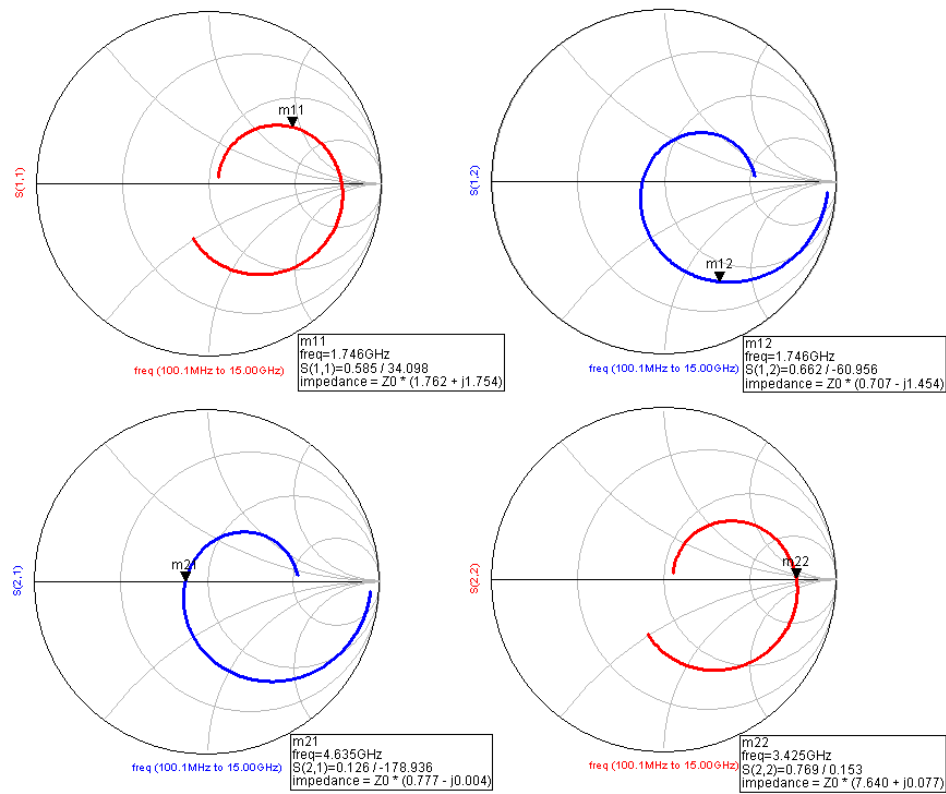 m11
S(1,1)
freq (100.1MHz to 15.00GHz)
m11
freq=1.746GHz
S(1,1)=0.585 / 34.098
impedance = Z0 * (1.762 + j1.754)
m12
S(1,2)
freq (100.1MHz to 15.00GHz)
m12
freq=1.746GHz
S(1,2)=0.662 / -60.956
impedance = Z0 * (0.707 - j1.454)
m21
S(2,1)
freq (100.1MHz to 15.00GHz)
m21
freq=4.635GHz
S(2,1)=0.126 / -178.936
impedance = Z0 * (0.777 - j0.004)
m22
S(2,2)
freq (100.1MHz to 15.00GHz)
m22
freq=3.425GHz
S(2,2)=0.769 / 0.153
impedance = Z0 * (7.640 + j0.077)